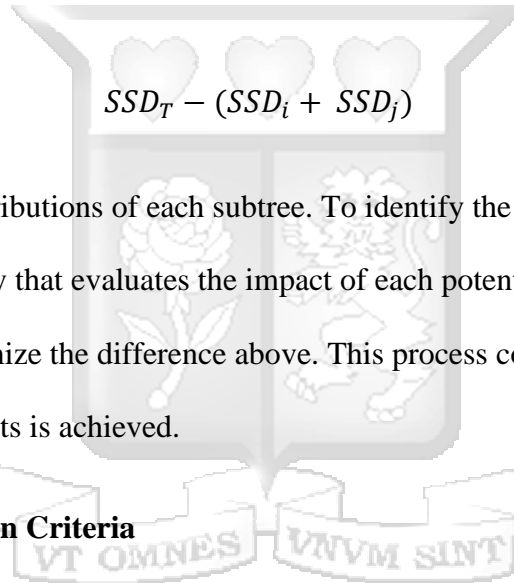 SSD_T − (SSD_i + SSD_j)
ributions of each subtree. To identify the
y that evaluates the impact of each potent
nize the difference above. This process co
ts is achieved.
n Criteria
VT OMNES VNVM SINT